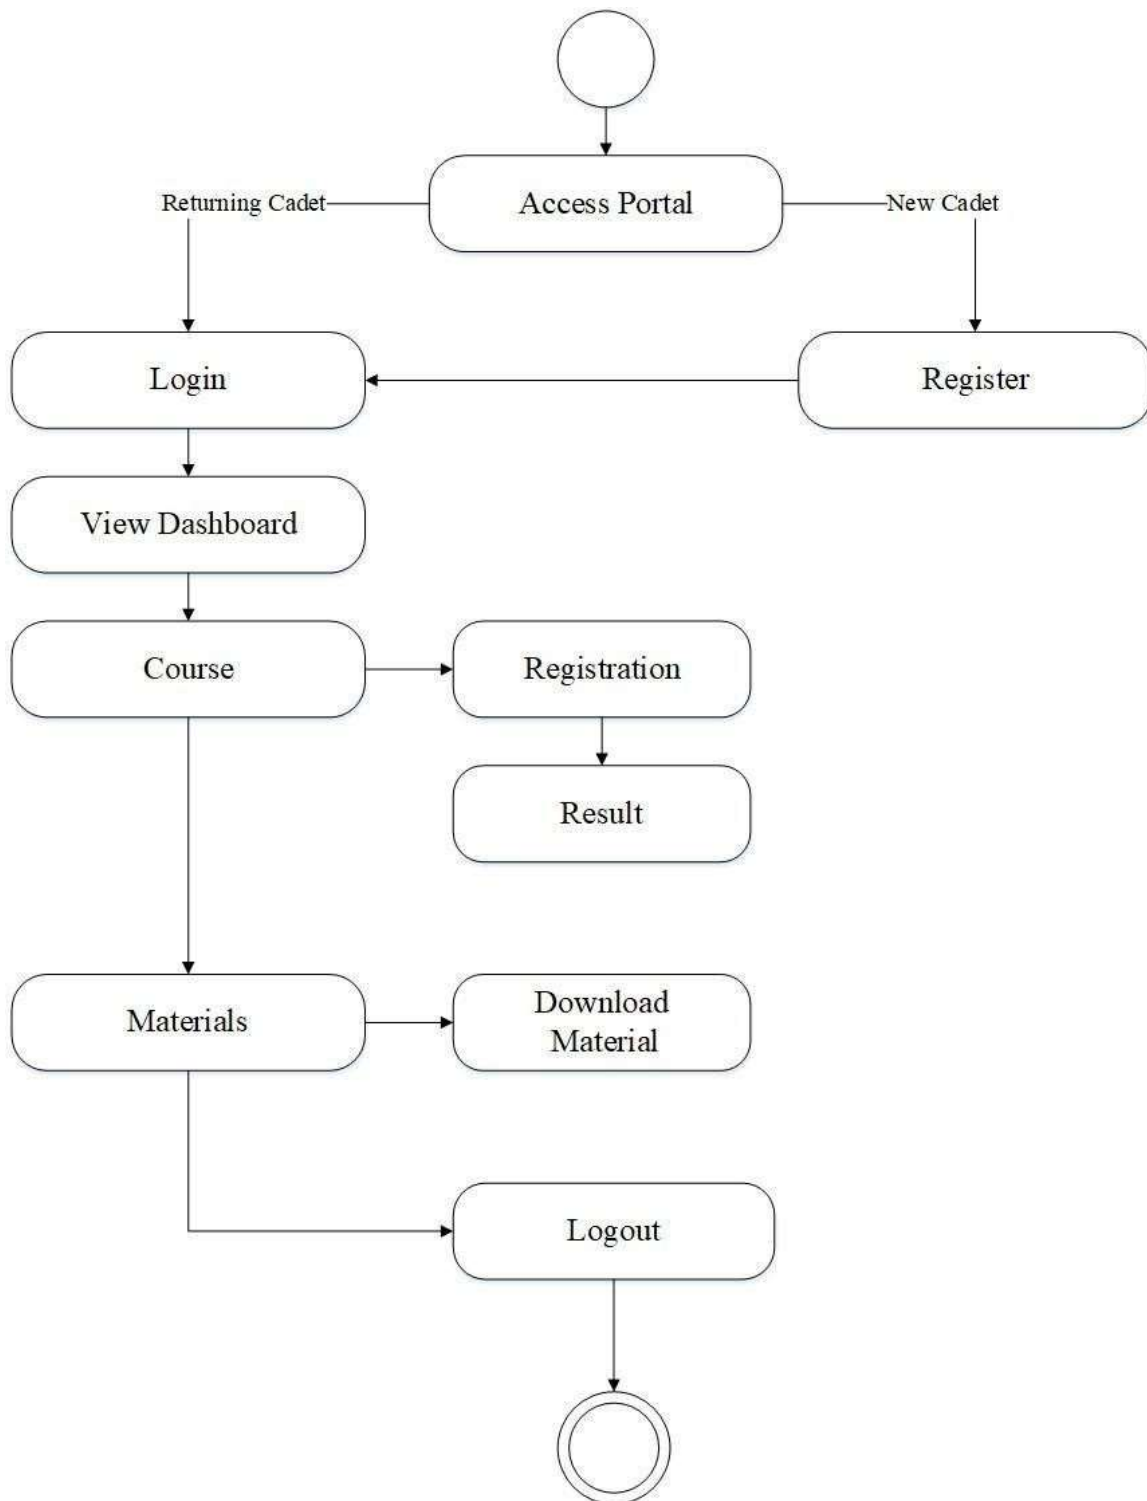 Access Portal
Returning Cadet
New Cadet
Login
Register
View Dashboard
Course
Registration
Result
Materials
Download
Material
Logout